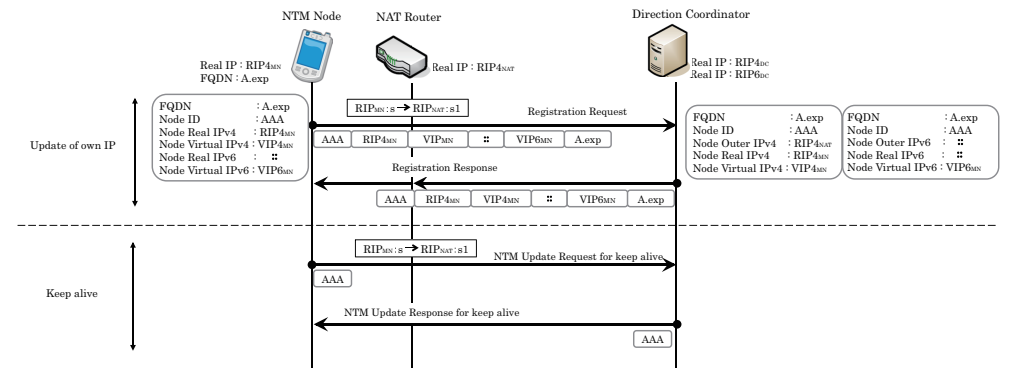 NTM Node
NAT Router
Direction Coordinator
Real IP : RIP4MN
FQDN : A.exp
Real IP : RIP4NAT
Real IP : RIP4DC
Real IP : RIP6DC
Update of own IP
FQDN : A.exp
Node ID : AAA
Node Real IPv4 : RIP4MN
Node Virtual IPv4 : VIP4MN
Node Real IPv6 : ::
Node Virtual IPv6 : VIP6MN
RIPMN:s → RIPNAT:s1
Registration Request
AAA RIP4MN VIPMN :: VIP6MN A.exp
FQDN : A.exp
Node ID : AAA
Node Outer IPv4 : RIP4NAT
Node Real IPv4 : RIP4MN
Node Virtual IPv4 : VIP4MN
FQDN : A.exp
Node ID : AAA
Node Outer IPv6 : ::
Node Real IPv6 : ::
Node Virtual IPv6 : VIP6MN
Registration Response
AAA RIP4MN VIP4MN :: VIP6MN A.exp
Keep alive
RIPMN:s → RIPNAT:s1
NTM Update Request for keep alive
AAA
NTM Update Response for keep alive
AAA